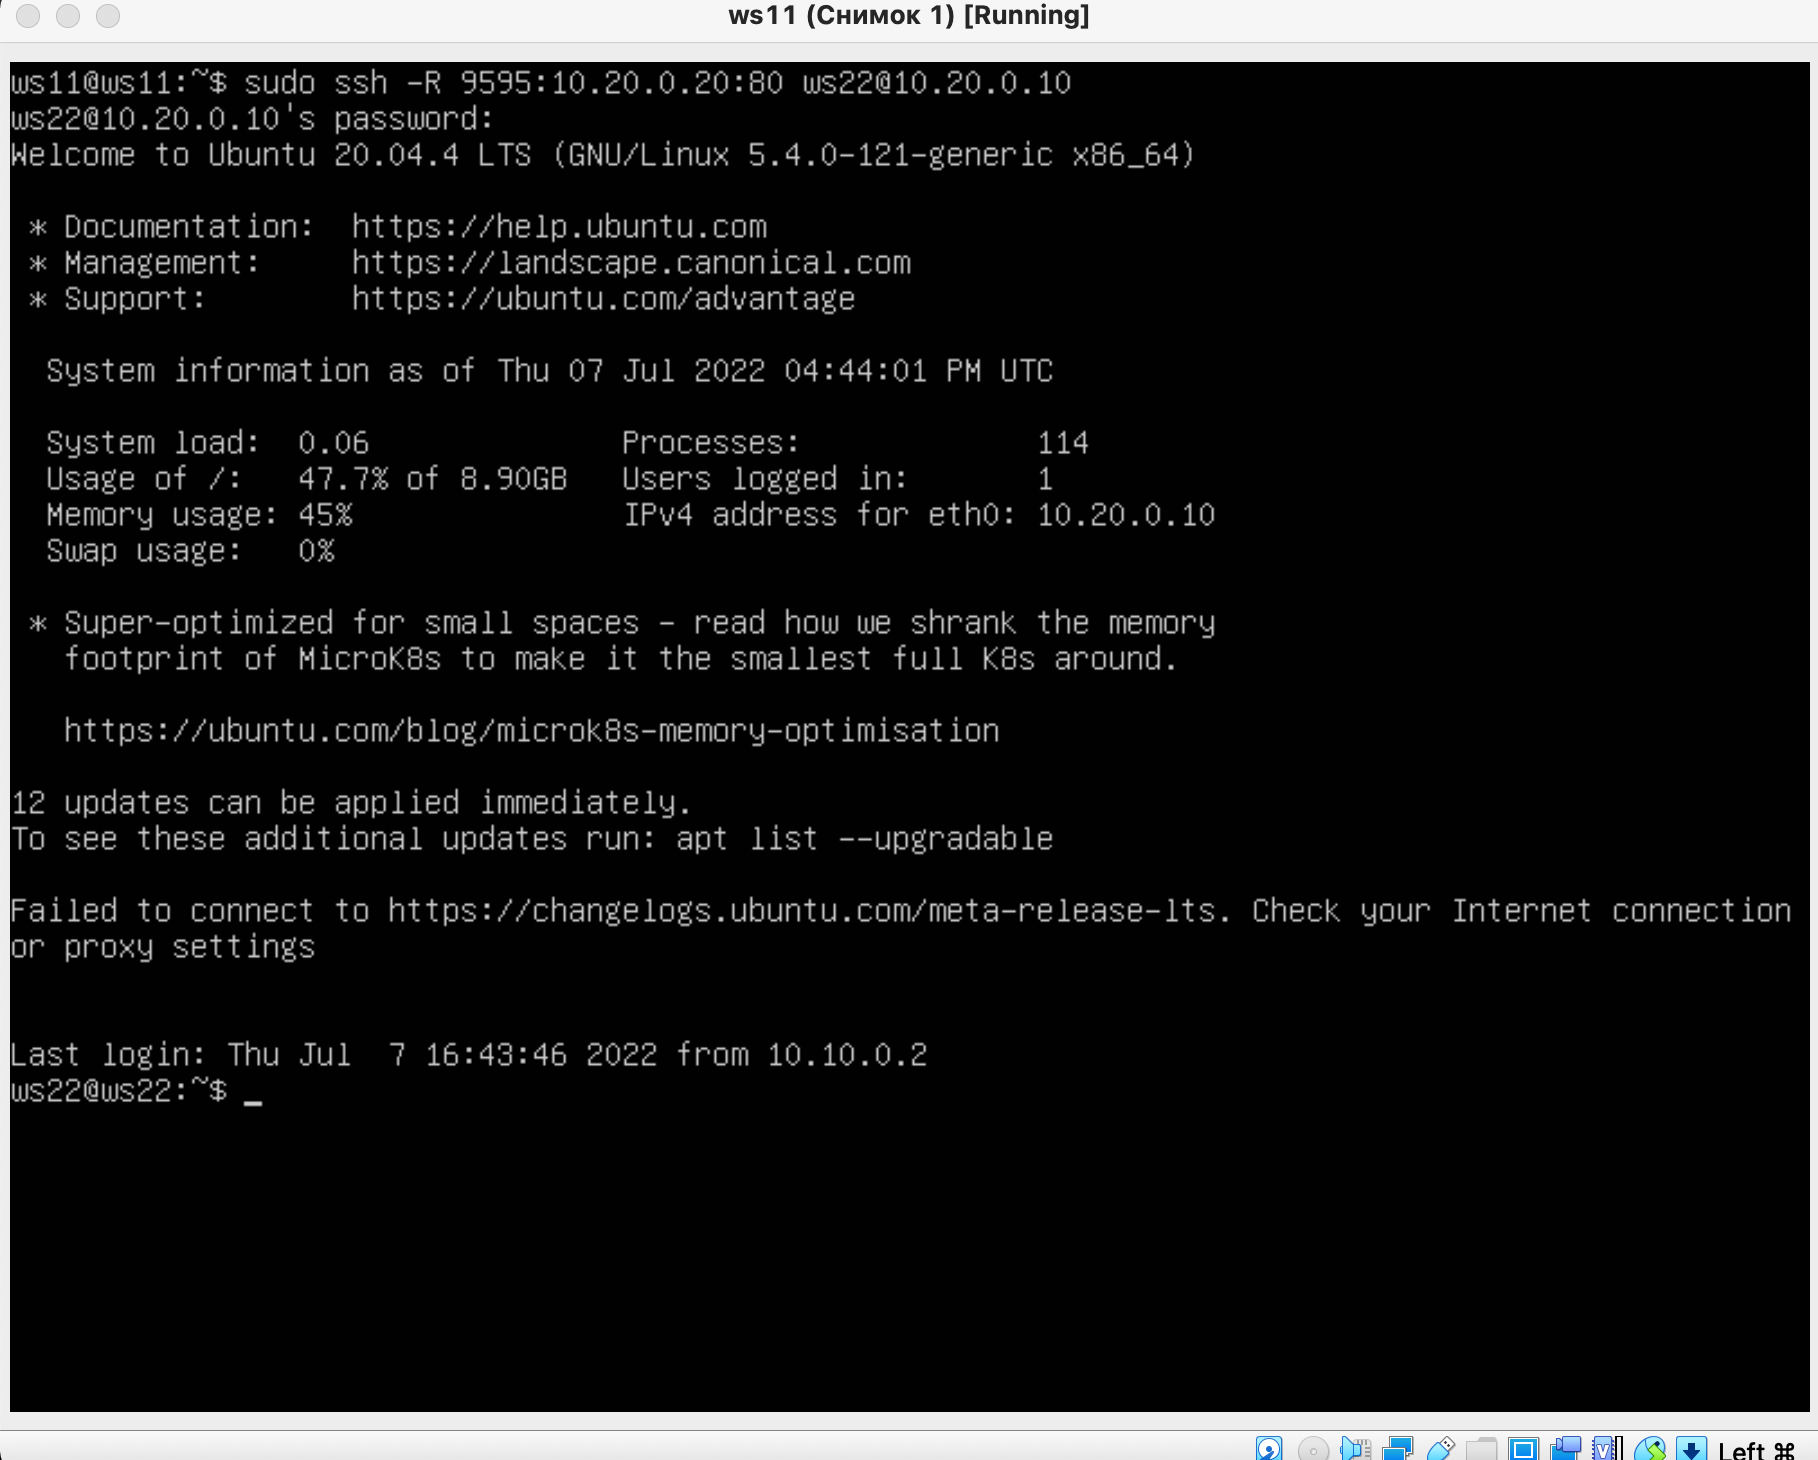 ws11 (Снимок 1) [Running]
ws11@ws11:~$ sudo ssh -R 9595:10.20.0.20:80 ws22@10.20.0.10
ws22@10.20.0.10's password:
Welcome to Ubuntu 20.04.4 LTS (GNU/Linux 5.4.0-121-generic x86_64)
* Documentation:  https://help.ubuntu.com
* Management:     https://landscape.canonical.com
* Support:        https://ubuntu.com/advantage
System information as of Thu 07 Jul 2022 04:44:01 PM UTC
System load:  0.06              Processes:             114
Usage of /:   47.7% of 8.90GB   Users logged in:       1
Memory usage: 45%               IPv4 address for eth0: 10.20.0.10
Swap usage:   0%
* Super-optimized for small spaces - read how we shrank the memory
footprint of MicroK8s to make it the smallest full K8s around.
https://ubuntu.com/blog/microk8s-memory-optimisation
12 updates can be applied immediately.
To see these additional updates run: apt list --upgradable
Failed to connect to https://changelogs.ubuntu.com/meta-release-lts. Check your Internet connection
or proxy settings
Last login: Thu Jul  7 16:43:46 2022 from 10.10.0.2
ws22@ws22:~$ _
Left ⌘